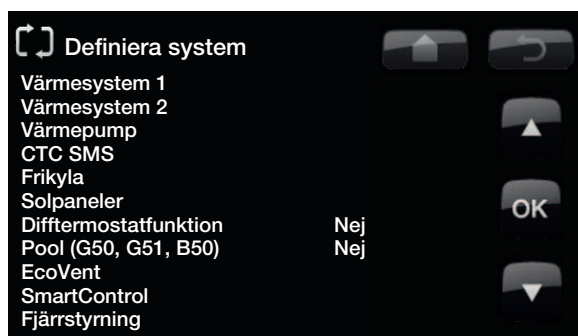 Definiera system
Värmesystem 1
Värmesystem 2
Värmepump
CTC SMS
Frikyla
Solpaneler
Difftermostatfunktion Nej
Pool (G50, G51, B50) Nej
EcoVent
SmartControl
Fjärrstyrning
OK